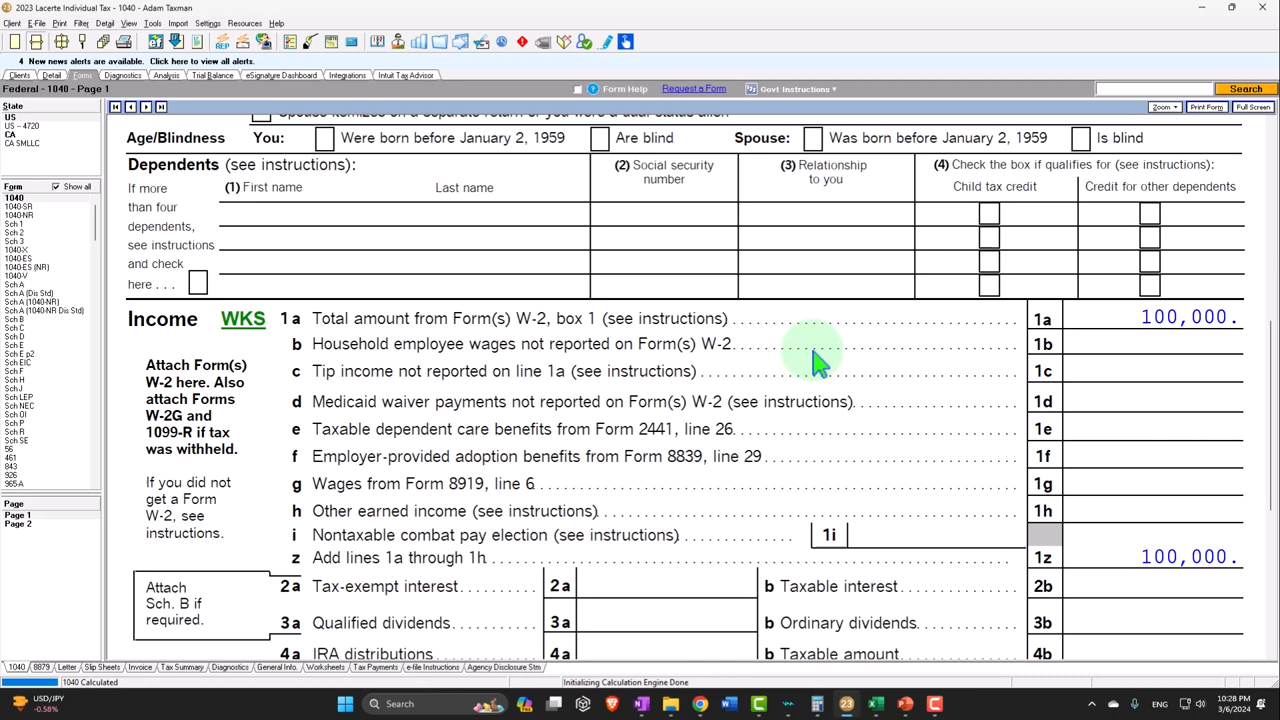 2023 Lacerte Individual Tax - 1040 - Adam Taxman
Client E-File Print Filter Detail View Tools Import Settings Resources Help
4 New news alerts are available. Click here to view all alerts.
Clients Detail Forms Diagnostics Analysis Trial Balance eSignature Dashboard Integrations Intuit Tax Advisor
Federal - 1040 - Page 1
Form Help Request a Form Govt Instructions Search
Zoom Print Form Full Screen
State
US
US - 4720
CA
CA SMLLC
Form Show all
1040
1040-SR
1040-NR
Sch 1
Sch 2
Sch 3
1040-X
1040-ES
1040-ES (NR)
1040-V
Sch A
Sch A (Dis Std)
Sch A (1040-NR)
Sch A (1040-NR Dis Std)
Sch B
Sch C
Sch D
Sch E
Sch E p2
Sch EIC
Sch F
Sch H
Sch J
Sch LEP
Sch NEC
Sch D
Sch P
Sch R
Sch SE
56
461
843
926
965-A
Page
Page 1
Page 2
Spouse itemizes on a separate return or you were a dual-status alien
Age/Blindness You: Were born before January 2, 1959 Are blind Spouse: Was born before January 2, 1959 Is blind
Dependents (see instructions): (2) Social security number (3) Relationship to you (4) Check the box if qualifies for (see instructions):
(1) First name Last name Child tax credit Credit for other dependents
If more
than four
dependents,
see instructions
and check
here . . .
Income WKS 1a Total amount from Form(s) W-2, box 1 (see instructions) 1a 100,000.
b Household employee wages not reported on Form(s) W-2 1b
c Tip income not reported on line 1a (see instructions) 1c
d Medicaid waiver payments not reported on Form(s) W-2 (see instructions) 1d
e Taxable dependent care benefits from Form 2441, line 26 1e
f Employer-provided adoption benefits from Form 8839, line 29 1f
g Wages from Form 8919, line 6 1g
h Other earned income (see instructions) 1h
i Nontaxable combat pay election (see instructions) 1i
z Add lines 1a through 1h 1z 100,000.
Attach Form(s)
W-2 here. Also
attach Forms
W-2G and
1099-R if tax
was withheld.
If you did not
get a Form
W-2, see
instructions.
Attach
Sch. B if
required.
2a Tax-exempt interest 2a b Taxable interest 2b
3a Qualified dividends 3a b Ordinary dividends 3b
4a IRA distributions 4a b Taxable amount 4b
1040 8879 Letter Slip Sheets Invoice Tax Summary Diagnostics General Info. Worksheets Tax Payments e-file Instructions Agency Disclosure Stm
1040 Calculated Initializing Calculation Engine Done
USD/JPY
-0.58%
Search
10:28 PM
3/6/2024